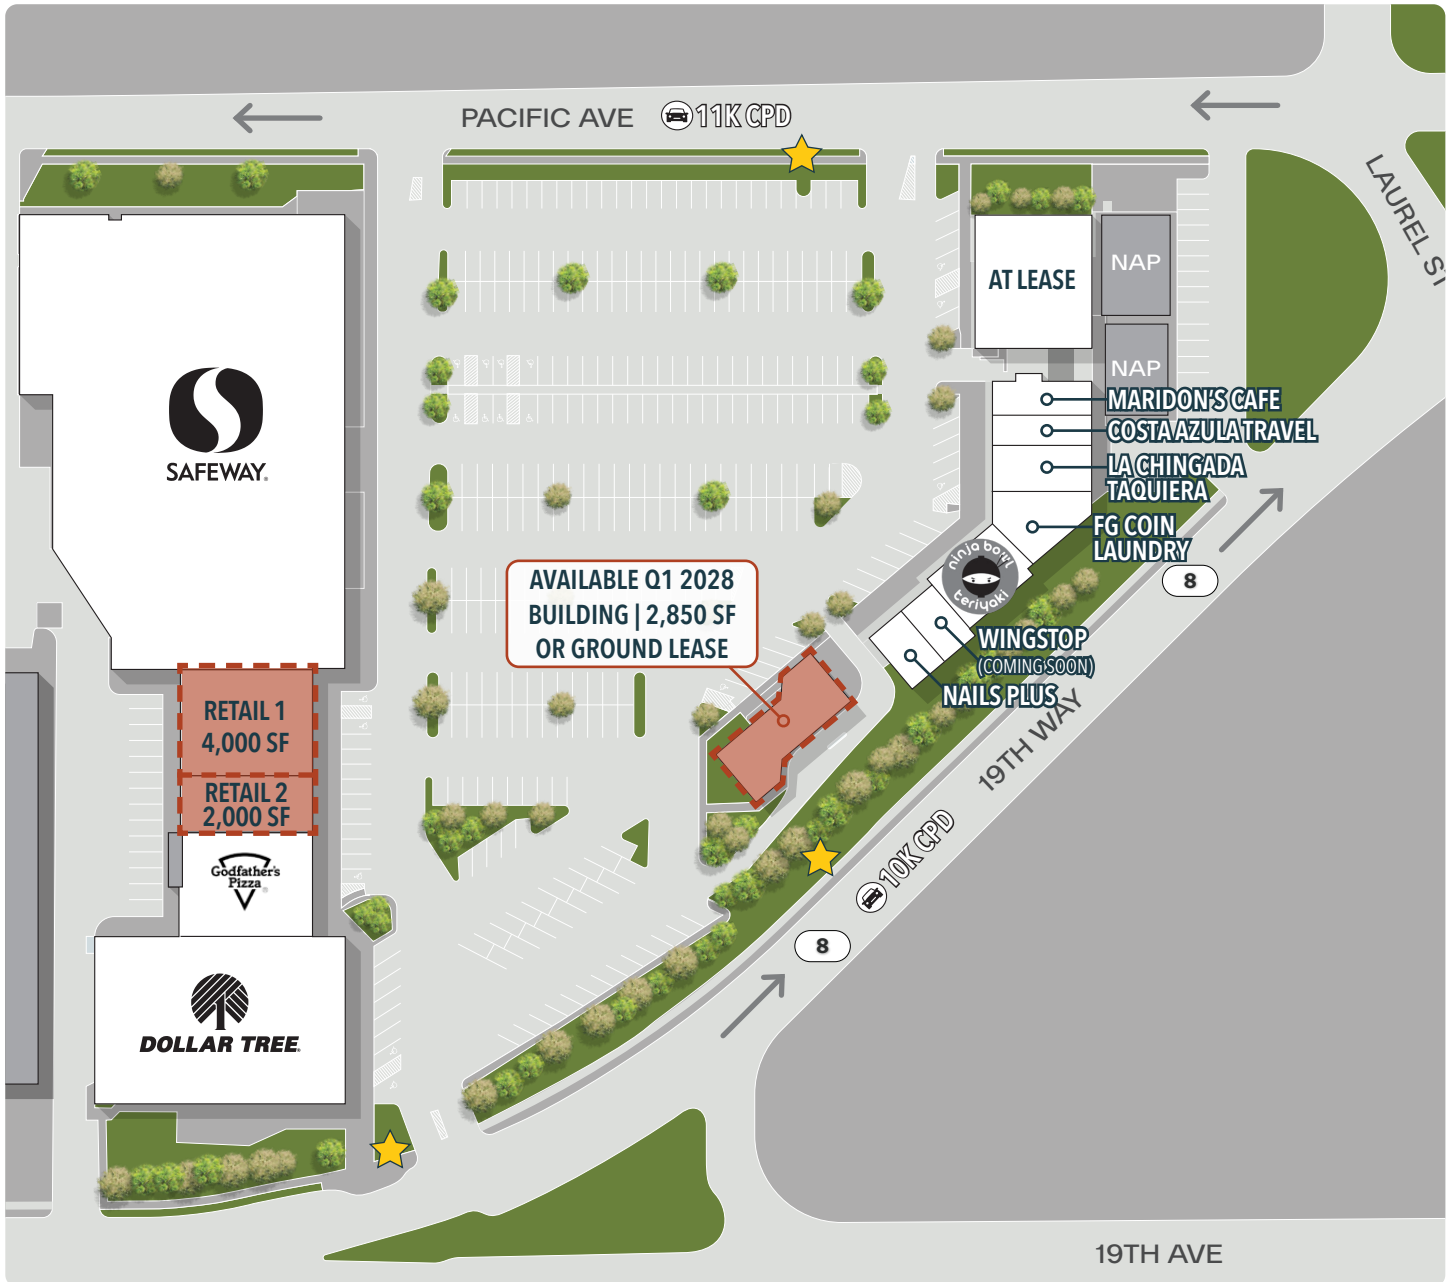 PACIFIC AVE
11K CPD
LAUREL ST
AT LEASE
NAP
NAP
MARIDON'S CAFE
COSTA AZULA TRAVEL
LA CHINGADA
TAQUIERA
FG COIN
LAUNDRY
ninja bowl
teriyaki
8
WINGSTOP
(COMING SOON)
NAILS PLUS
SAFEWAY.
AVAILABLE Q1 2028
BUILDING | 2,850 SF
OR GROUND LEASE
RETAIL 1
4,000 SF
RETAIL 2
2,000 SF
19TH WAY
10K CPD
Godfather's
Pizza
8
DOLLAR TREE.
19TH AVE